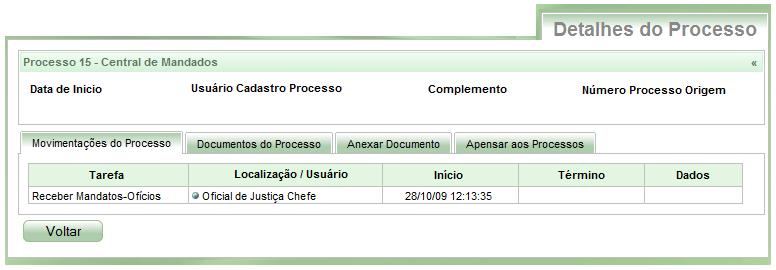 Detalhes do Processo
Processo 15 - Central de Mandados «
Data de Inicio Usuário Cadastro Processo Complemento Número Processo Origem
Movimentações do Processo Documentos do Processo Anexar Documento Apensar aos Processos
Tarefa Localização / Usuário Início Término Dados
Receber Mandatos-Ofícios Oficial de Justiça Chefe 28/10/09 12:13:35
Voltar